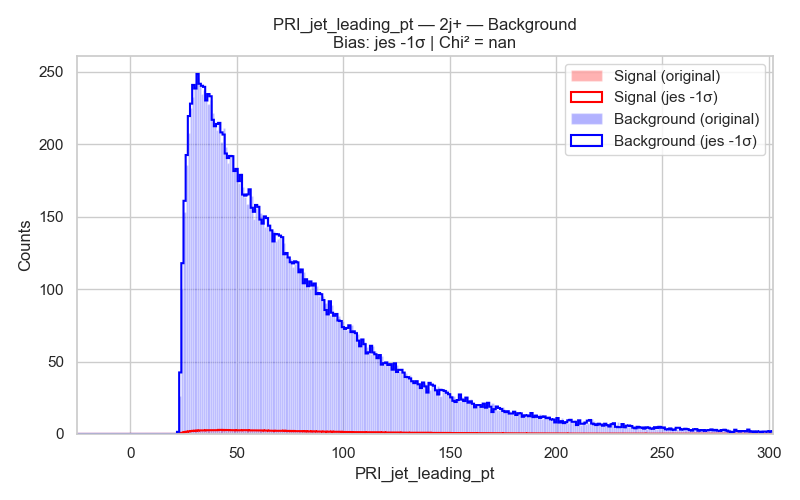 PRI_jet_leading_pt — 2j+ — Background
Bias: jes -1σ | Chi² = nan
Signal (original)
Signal (jes -1σ)
Background (original)
Background (jes -1σ)
Counts
250
200
150
100
50
0
0 50 100 150 200 250 300
PRI_jet_leading_pt